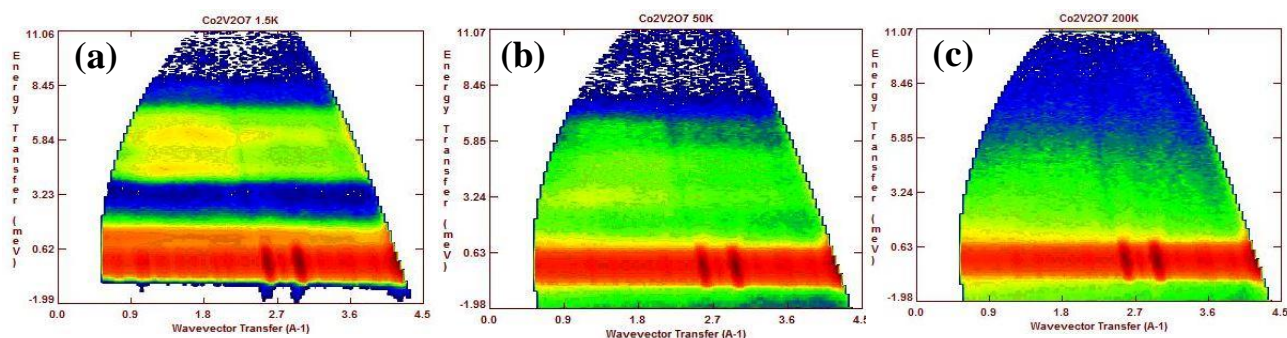 Co2V2O7 1.5K
(a)
Energy Transfer (meV)
11.06
8.45
5.84
3.23
0.62
-1.99
0.0 0.9 1.8 2.7 3.6 4.5
Wavevector Transfer (A-1)
Co2V2O7 50K
(b)
Energy Transfer (meV)
11.07
8.46
5.85
3.24
0.63
-1.98
0.0 0.9 1.8 2.7 3.6 4.5
Wavevector Transfer (A-1)
Co2V2O7 200K
(c)
Energy Transfer (meV)
11.07
8.46
5.85
3.24
0.63
-1.98
0.0 0.9 1.8 2.7 3.6 4.5
Wavevector Transfer (A-1)